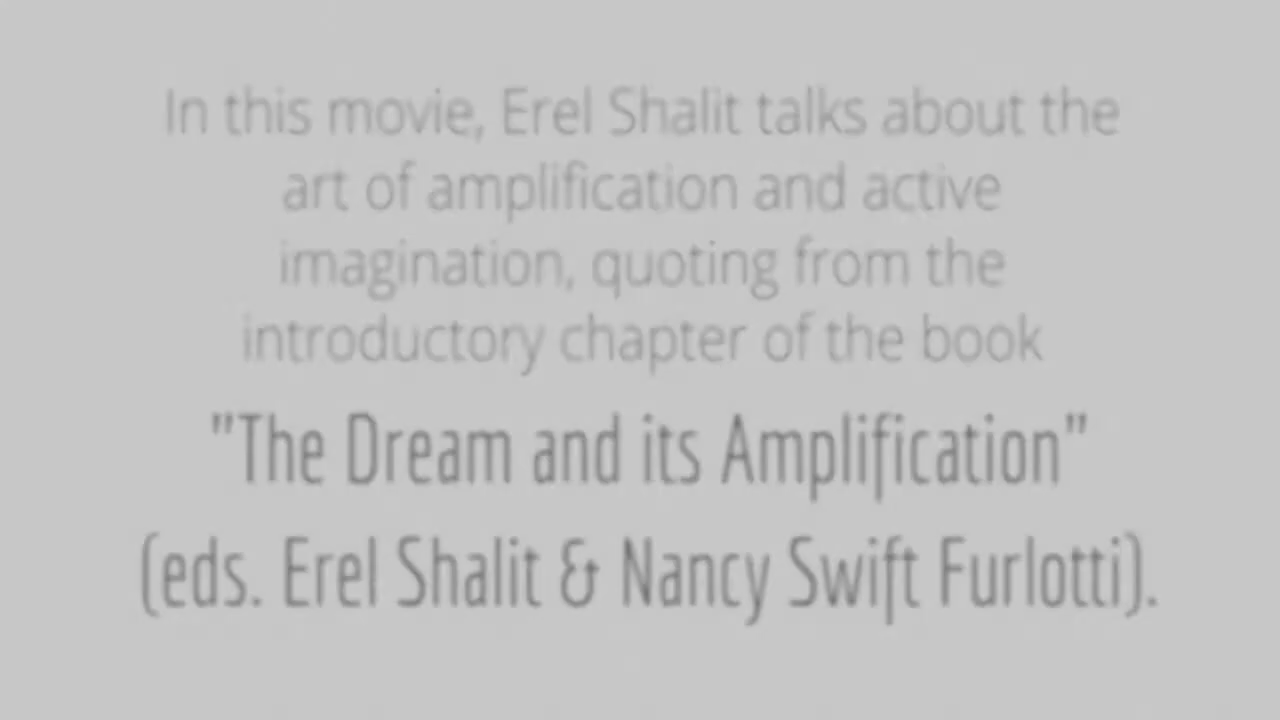 In this movie, Erel Shalit talks about the
art of amplification and active
imagination, quoting from the
introductory chapter of the book
"The Dream and its Amplification"
(eds. Erel Shalit & Nancy Swift Furlotti).